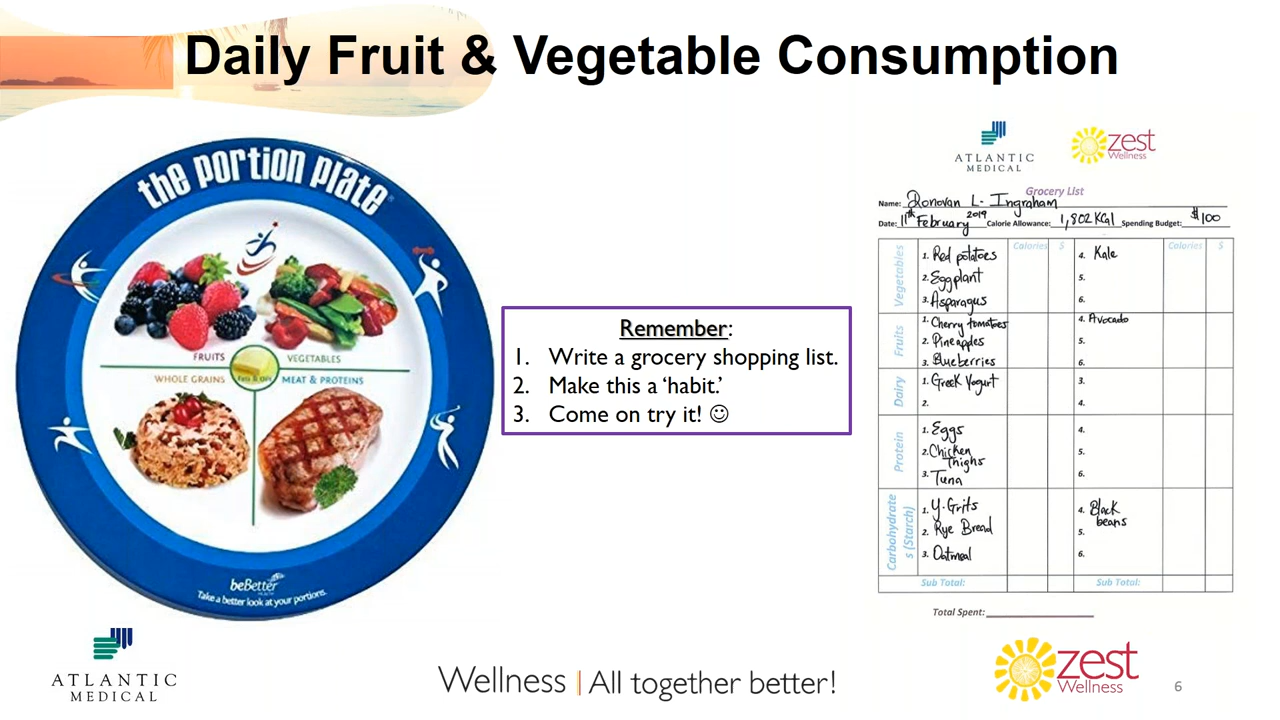 Daily Fruit & Vegetable Consumption
the portion plate
FRUITS
VEGETABLES
WHOLE GRAINS
Fats & Oils
MEAT & PROTEINS
beBetter
HEALTH
Take a better look at your portions.
Remember:
1. Write a grocery shopping list.
2. Make this a ‘habit.’
3. Come on try it! ☺
ATLANTIC
MEDICAL
zest
Wellness
Grocery List
Name: Donovan L. Ingraham
Date: 11th February 2019 Calorie Allowance: 1,802 KCal Spending Budget: $100
Calories $ Calories $
Vegetables
1. Red potatoes
2. Eggplant
3. Asparagus
4. Kale
5.
6.
Fruits
1. Cherry tomatoes
2. Pineapples
3. Blueberries
4. Avocado
5.
6.
Dairy
1. Greek Yogurt
2.
3.
4.
Protein
1. Eggs
2. Chicken
Thighs
3. Tuna
4.
5.
6.
Carbohydrate
s (Starch)
1. Y. Grits
2. Rye Bread
3. Oatmeal
4. Black
beans
5.
6.
Sub Total: Sub Total:
Total Spent:
ATLANTIC
MEDICAL
Wellness | All together better!
zest
Wellness
6